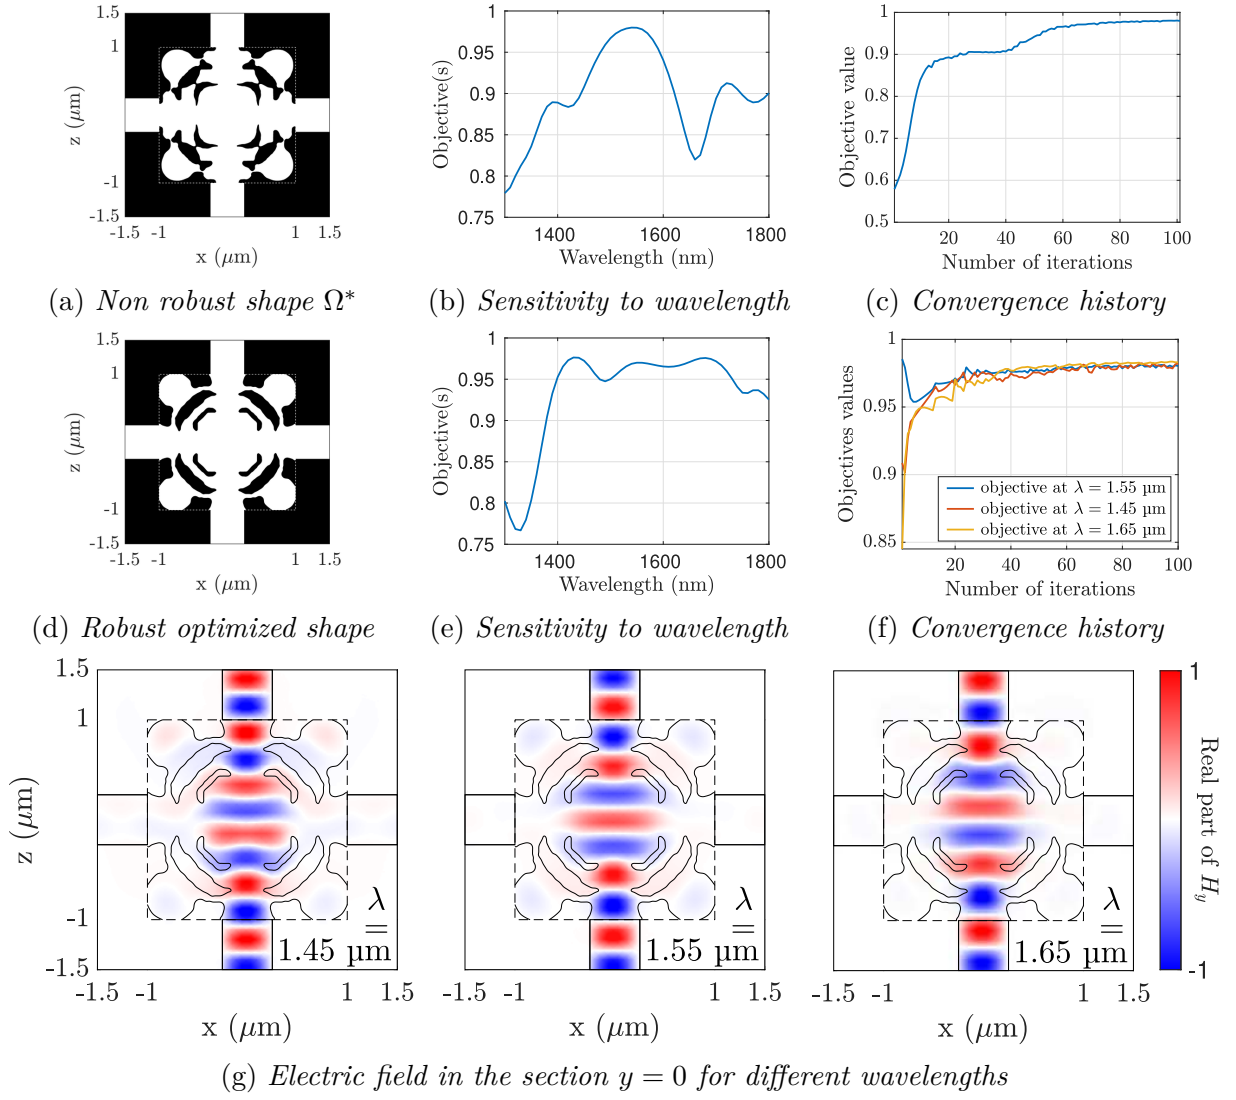 1.5
1
z (µm)
-1
-1.5
-1.5 -1 1 1.5
x (µm)
(a) Non robust shape Ω*
1
0.95
0.9
0.85
0.8
0.75
Objective(s)
1400 1600 1800
Wavelength (nm)
(b) Sensitivity to wavelength
1
0.9
0.8
0.7
0.6
0.5
Objective value
20 40 60 80 100
Number of iterations
(c) Convergence history
1.5
1
z (µm)
-1
-1.5
-1.5 -1 1 1.5
x (µm)
(d) Robust optimized shape
1
0.95
0.9
0.85
0.8
0.75
Objective(s)
1400 1600 1800
Wavelength (nm)
(e) Sensitivity to wavelength
1
0.95
0.9
0.85
Objectives values
objective at λ = 1.55 µm
objective at λ = 1.45 µm
objective at λ = 1.65 µm
20 40 60 80 100
Number of iterations
(f) Convergence history
1.5
1
z (µm)
-1
-1.5
λ
=
1.45 µm
-1.5 -1 1 1.5
x (µm)
λ
=
1.55 µm
-1.5 -1 1 1.5
x (µm)
λ
=
1.65 µm
-1.5 -1 1 1.5
x (µm)
1
Real part of Hy
-1
(g) Electric field in the section y = 0 for different wavelengths